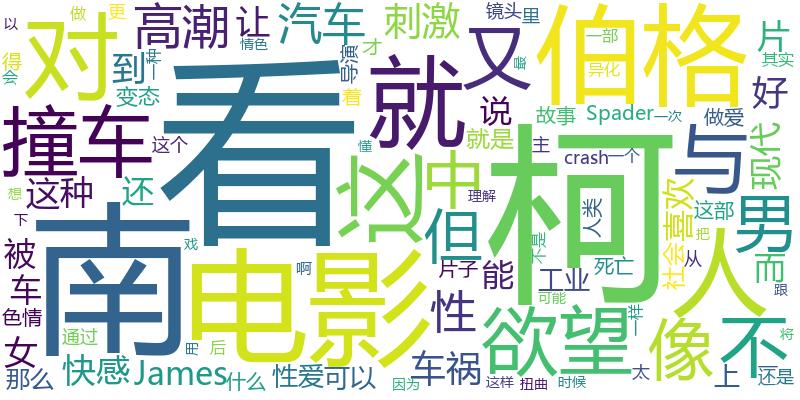 以 做 更 高潮 让 汽车 刺激 镜头 里 伯格 一部 片
得 会 情色 一种 导演 才 又 最 异化 其实
对 到 着 就 说 故事 Spader 一次 好
变态 看 就是 主 做爱 现代
撞车 这个 懂 这 中 crash 一个 与
这种 还 理解 柯 人类 喜欢 这部 男
想 南 但 不是 社会 把
下 戏 电影 啊 片子 能 工业 死亡 从 人 而
被 车 性 欲望 可能 一样 像 不 跟
色情 通过 用 后 将
女 快感 James 什么 性爱 可以 车祸 这样 扭曲 时候 太 上 还是
那么 因为